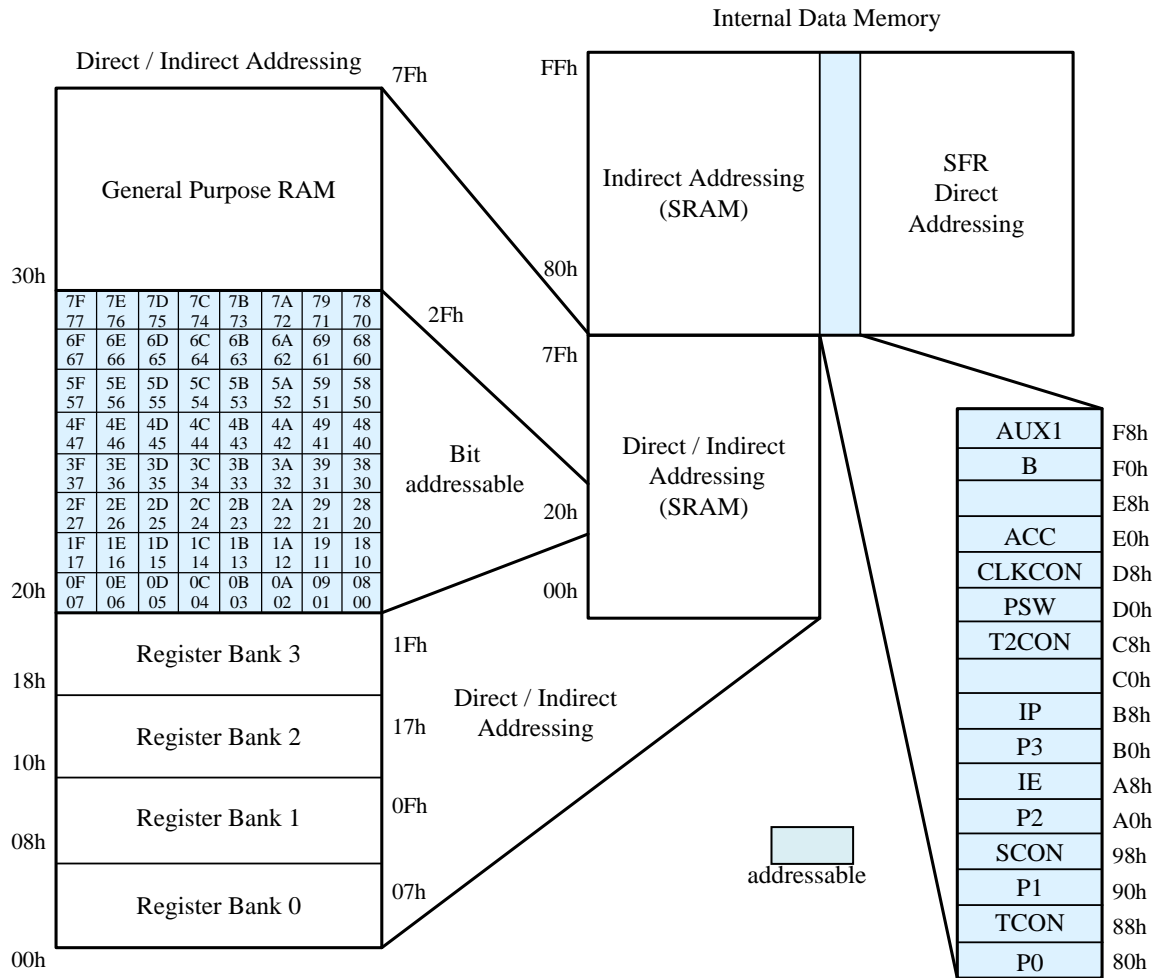 Internal Data Memory
Direct / Indirect Addressing
7Fh
General Purpose RAM
30h
7F 7E 7D 7C 7B 7A 79 78
77 76 75 74 73 72 71 70
6F 6E 6D 6C 6B 6A 69 68
67 66 65 64 63 62 61 60
5F 5E 5D 5C 5B 5A 59 58
57 56 55 54 53 52 51 50
4F 4E 4D 4C 4B 4A 49 48
47 46 45 44 43 42 41 40
3F 3E 3D 3C 3B 3A 39 38
37 36 35 34 33 32 31 30
2F 2E 2D 2C 2B 2A 29 28
27 26 25 24 23 22 21 20
1F 1E 1D 1C 1B 1A 19 18
17 16 15 14 13 12 11 10
0F 0E 0D 0C 0B 0A 09 08
07 06 05 04 03 02 01 00
20h
2Fh
Bit
addressable
20h
Register Bank 3
1Fh
18h
Register Bank 2
17h
10h
Register Bank 1
0Fh
08h
Register Bank 0
07h
00h
Direct / Indirect
Addressing
FFh
Indirect Addressing
(SRAM)
80h
SFR
Direct
Addressing
7Fh
Direct / Indirect
Addressing
(SRAM)
00h
addressable
AUX1 F8h
B F0h
E8h
ACC E0h
CLKCON D8h
PSW D0h
T2CON C8h
C0h
IP B8h
P3 B0h
IE A8h
P2 A0h
SCON 98h
P1 90h
TCON 88h
P0 80h